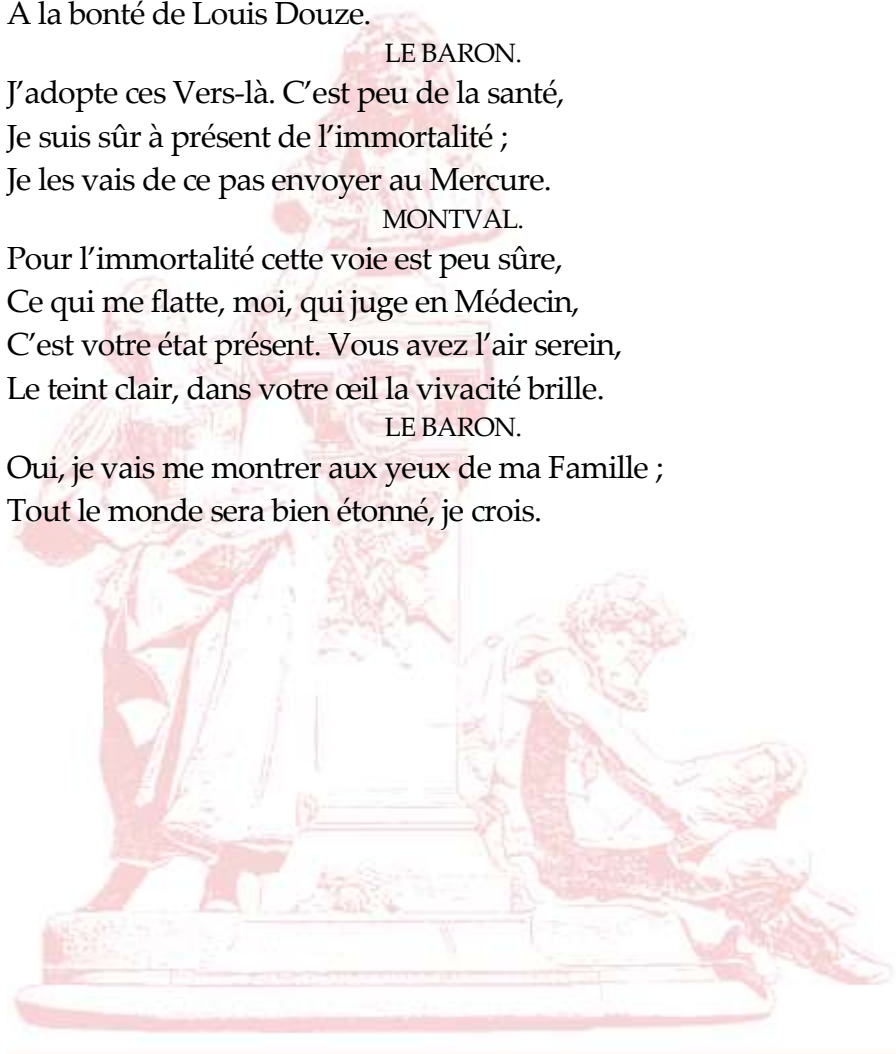 A la bonté de Louis Douze.
LE BARON.
J’adopte ces Vers-là. C’est peu de la santé,
Je suis sûr à présent de l’immortalité ;
Je les vais de ce pas envoyer au Mercure.
MONTVAL.
Pour l’immortalité cette voie est peu sûre,
Ce qui me flatte, moi, qui juge en Médecin,
C’est votre état présent. Vous avez l’air serein,
Le teint clair, dans votre œil la vivacité brille.
LE BARON.
Oui, je vais me montrer aux yeux de ma Famille ;
Tout le monde sera bien étonné, je crois.